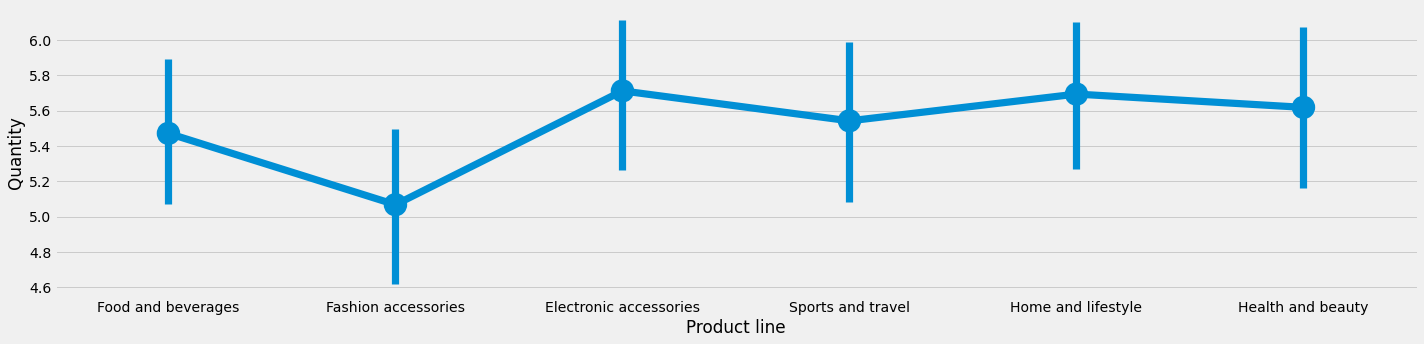 Quantity
6.0
5.8
5.6
5.4
5.2
5.0
4.8
4.6
Food and beverages
Fashion accessories
Electronic accessories
Sports and travel
Home and lifestyle
Health and beauty
Product line